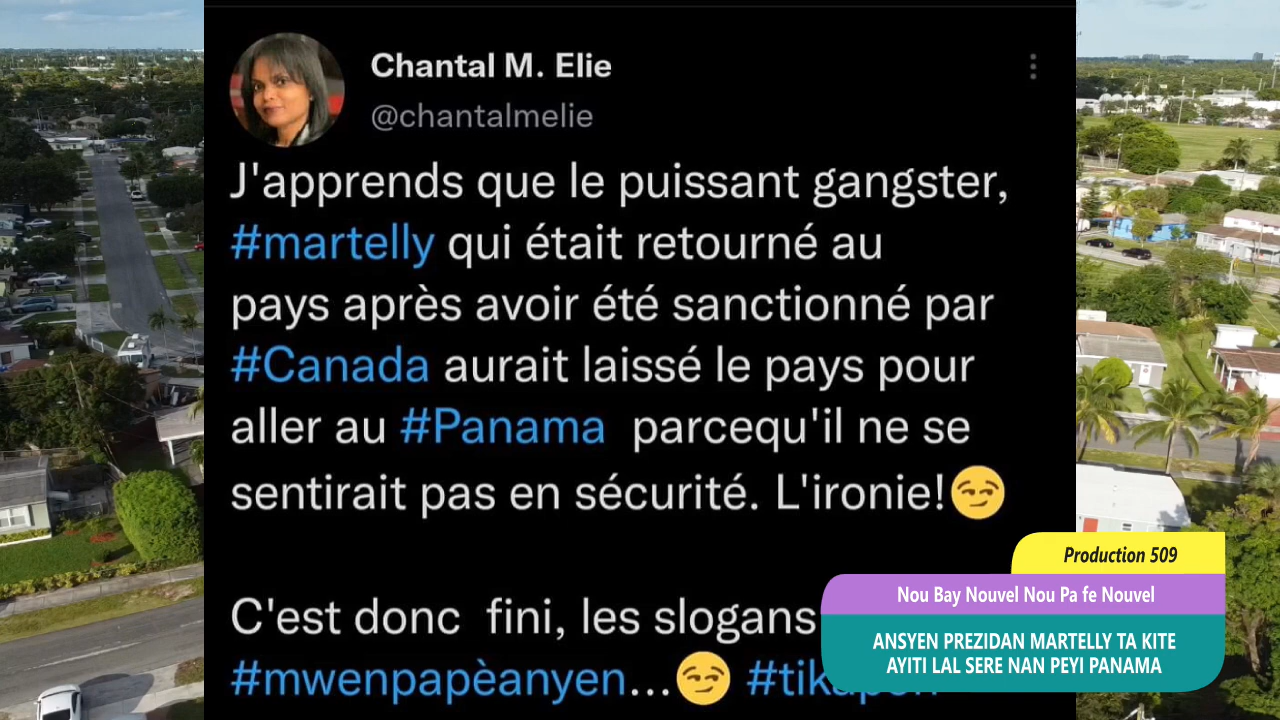 Chantal M. Elie
@chantalmelie
J'apprends que le puissant gangster,
#martelly qui était retourné au
pays après avoir été sanctionné par
#Canada aurait laissé le pays pour
aller au #Panama parcequ'il ne se
sentirait pas en sécurité. L'ironie!😏
C'est donc fini, les slogans
#mwenpapèanyen...😏
Production 509
Nou Bay Nouvel Nou Pa fe Nouvel
ANSYEN PREZIDAN MARTELLY TA KITE
AYITI LAL SERE NAN PEYI PANAMA